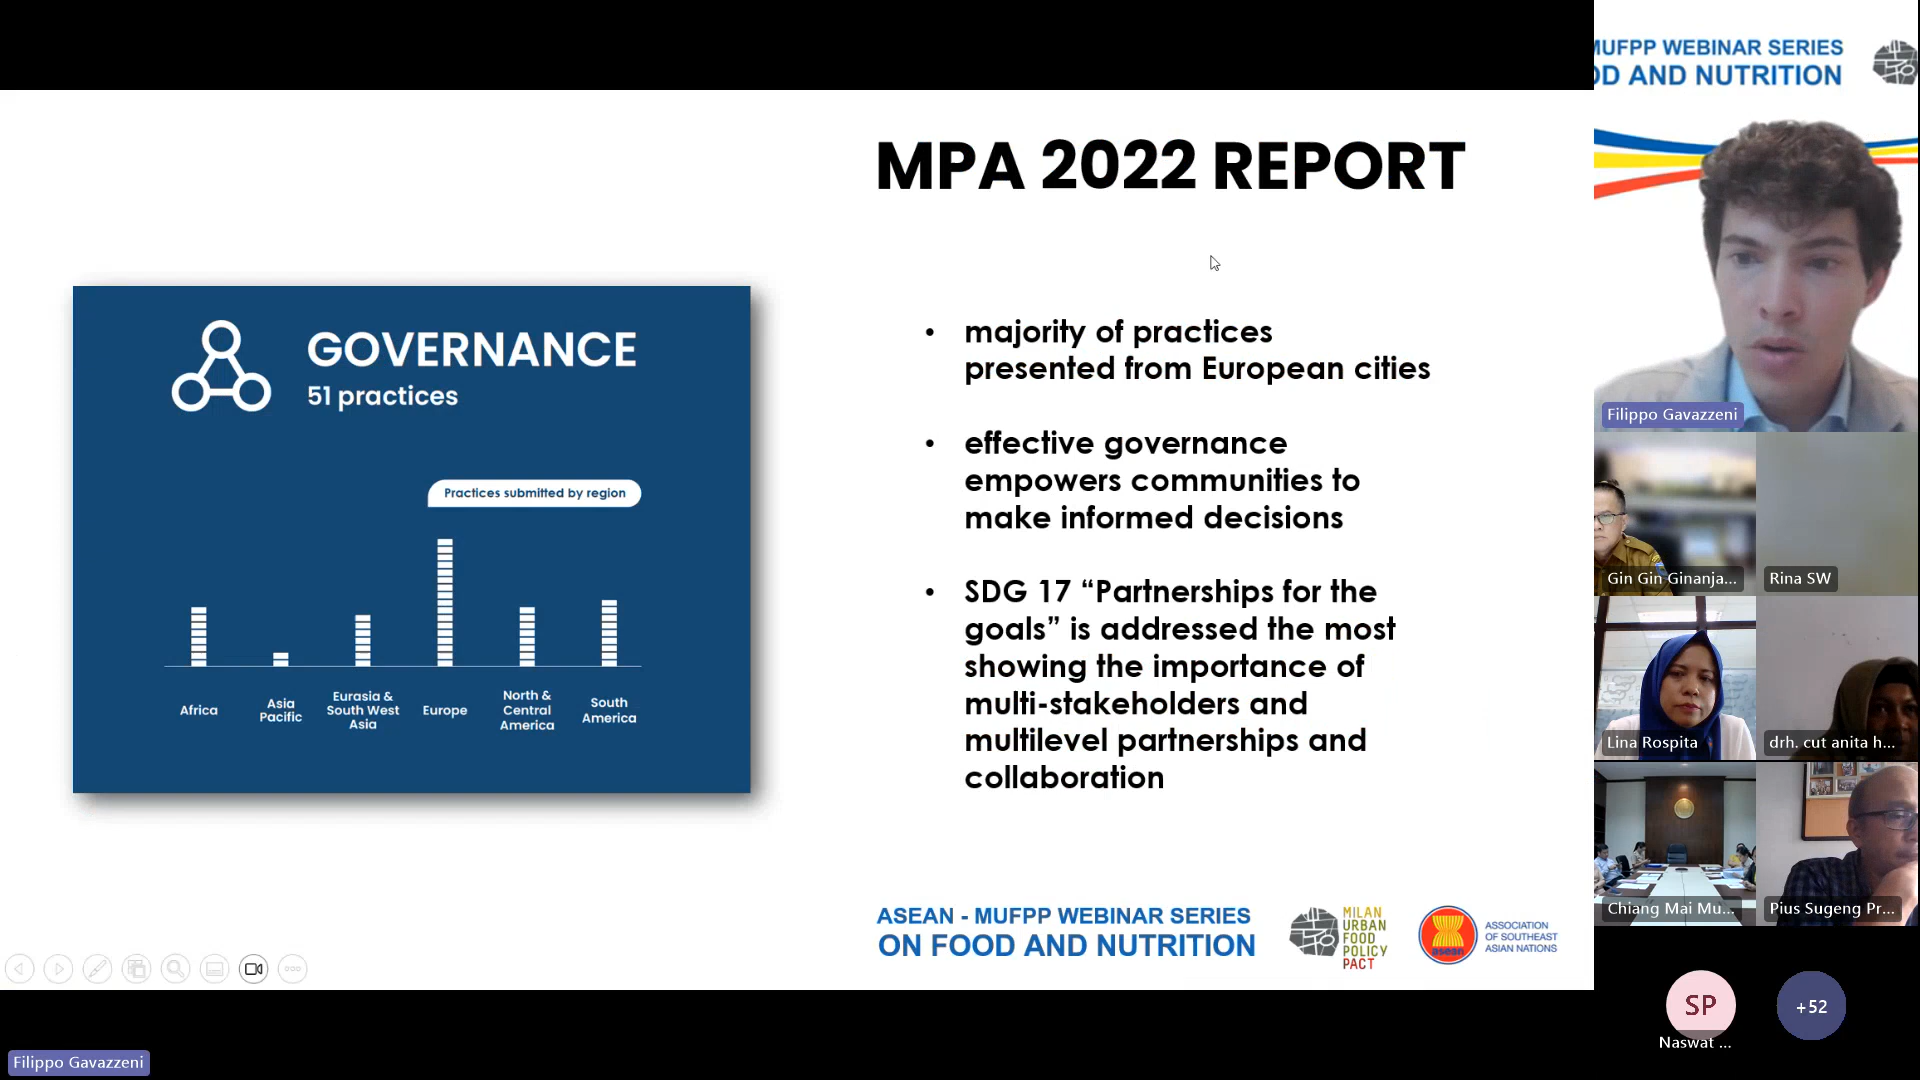 MPA 2022 REPORT
GOVERNANCE
51 practices
Practices submitted by region
Africa
Asia
Pacific
Eurasia &
South West
Asia
Europe
North &
Central
America
South
America
• majority of practices
presented from European cities
• effective governance
empowers communities to
make informed decisions
• SDG 17 “Partnerships for the
goals” is addressed the most
showing the importance of
multi-stakeholders and
multilevel partnerships and
collaboration
ASEAN - MUFPP WEBINAR SERIES
ON FOOD AND NUTRITION
MILAN
URBAN
FOOD
POLICY
PACT
asean
ASSOCIATION
OF SOUTHEAST
ASIAN NATIONS
Filippo Gavazzeni
MUFPP WEBINAR SERIES
OD AND NUTRITION
Filippo Gavazzeni
Gin Gin Ginanja...
Rina SW
Lina Rospita
drh. cut anita h...
Chiang Mai Mu...
Pius Sugeng Pr...
SP
Naswat ...
+52